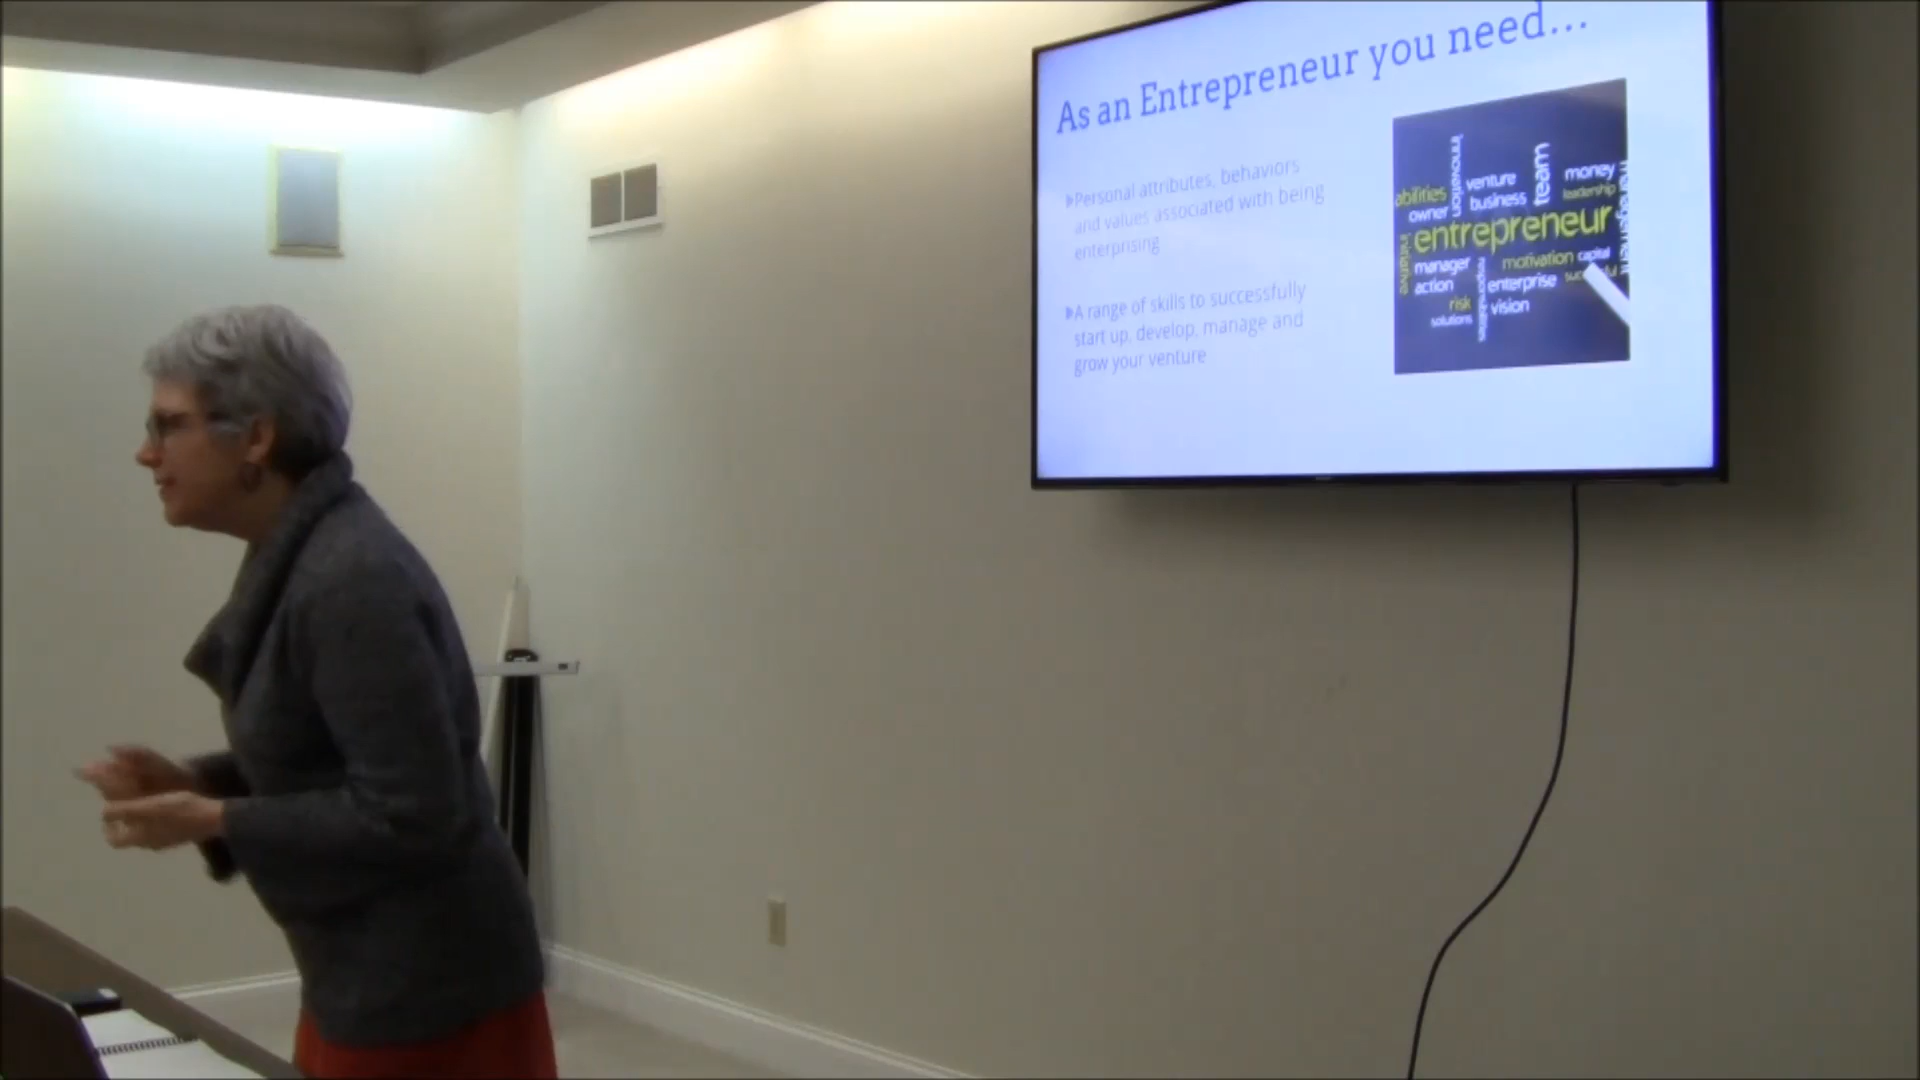 As an Entrepreneur you need...
Personal attributes, behaviors
and values associated with being
enterprising
A range of skills to successfully
start up, develop, manage and
grow your venture
innovation
team
abilities
venture
money
owner
business
leadership
management
entrepreneur
initiative
manager
responsibilities
motivation
capital
action
enterprise
risk
vision
solutions